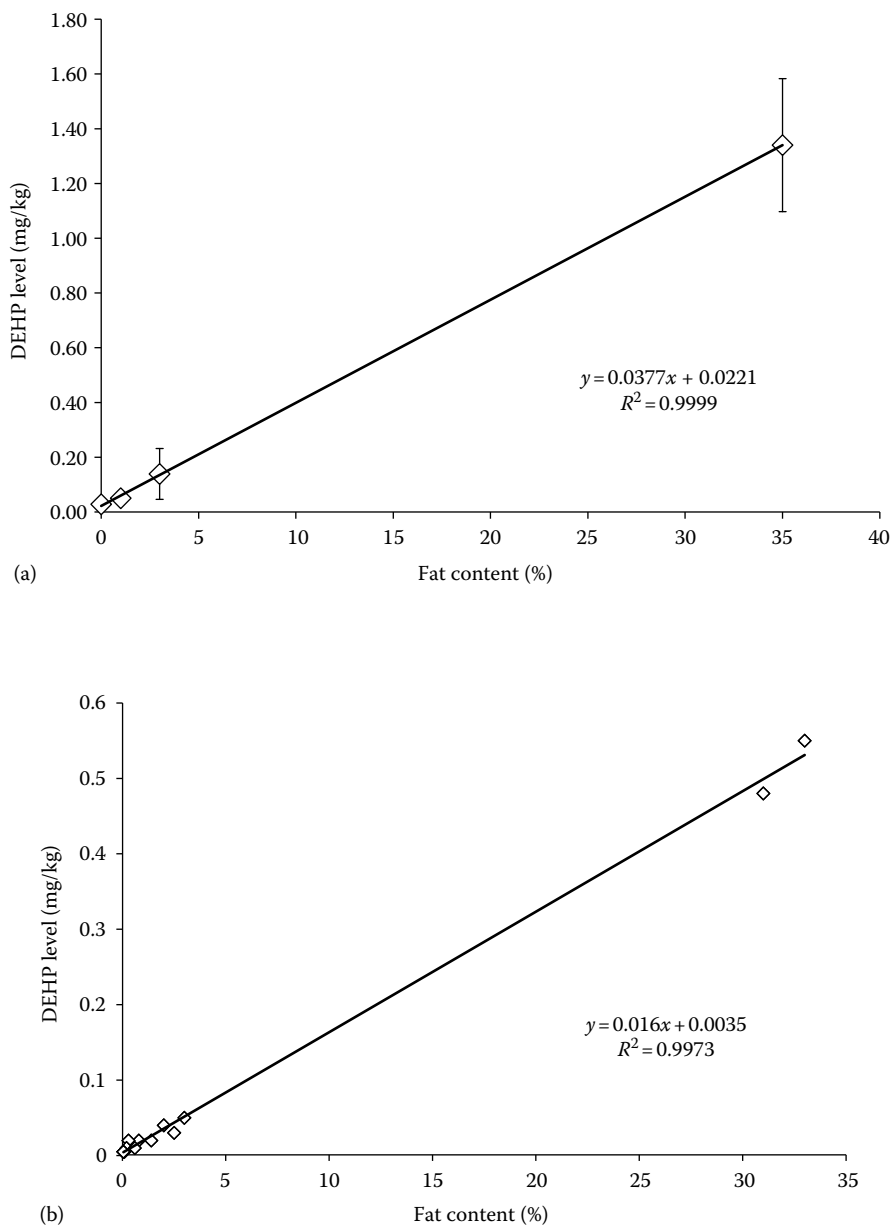 1.80
1.60
1.40
1.20
1.00
0.80
0.60
0.40
0.20
0.00
DEHP level (mg/kg)
y = 0.0377x + 0.0221
R² = 0.9999
0 5 10 15 20 25 30 35 40
(a)
Fat content (%)
0.6
0.5
0.4
0.3
0.2
0.1
0
DEHP level (mg/kg)
y = 0.016x + 0.0035
R² = 0.9973
0 5 10 15 20 25 30 35
(b)
Fat content (%)